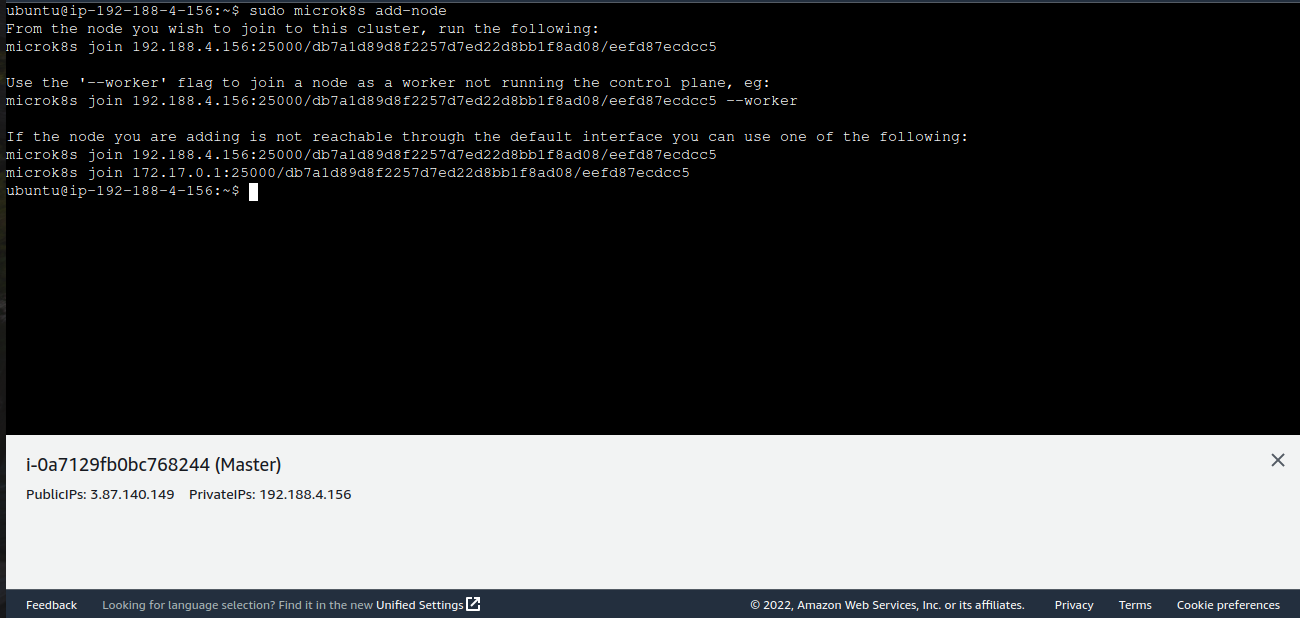 ubuntu@ip-192-188-4-156:~$ sudo microk8s add-node
From the node you wish to join to this cluster, run the following:
microk8s join 192.188.4.156:25000/db7a1d89d8f2257d7ed22d8bb1f8ad08/eefd87ecdcc5
Use the '--worker' flag to join a node as a worker not running the control plane, eg:
microk8s join 192.188.4.156:25000/db7a1d89d8f2257d7ed22d8bb1f8ad08/eefd87ecdcc5 --worker
If the node you are adding is not reachable through the default interface you can use one of the following:
microk8s join 192.188.4.156:25000/db7a1d89d8f2257d7ed22d8bb1f8ad08/eefd87ecdcc5
microk8s join 172.17.0.1:25000/db7a1d89d8f2257d7ed22d8bb1f8ad08/eefd87ecdcc5
ubuntu@ip-192-188-4-156:~$
i-0a7129fb0bc768244 (Master)
PublicIPs: 3.87.140.149 PrivateIPs: 192.188.4.156
Feedback Looking for language selection? Find it in the new Unified Settings © 2022, Amazon Web Services, Inc. or its affiliates. Privacy Terms Cookie preferences